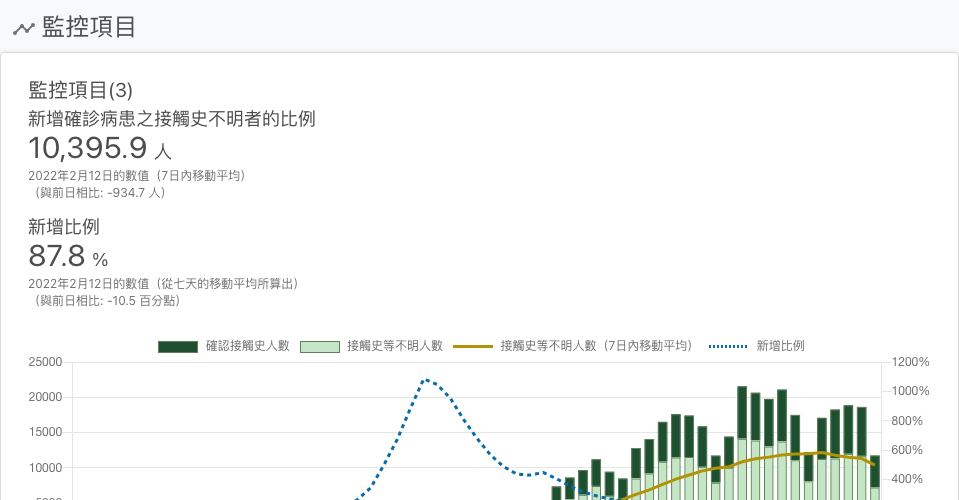 監控項目
監控項目(3)
新增確診病患之接觸史不明者的比例
10,395.9 人
2022年2月12日的數值（7日內移動平均）
（與前日相比: -934.7 人）
新增比例
87.8 %
2022年2月12日的數值（從七天的移動平均所算出）
（與前日相比: -10.5 百分點）
確認接觸史人數 接觸史等不明人數 接觸史等不明人數（7日內移動平均） 新增比例
25000 1200%
20000 1000%
15000 800%
10000 600%
400%